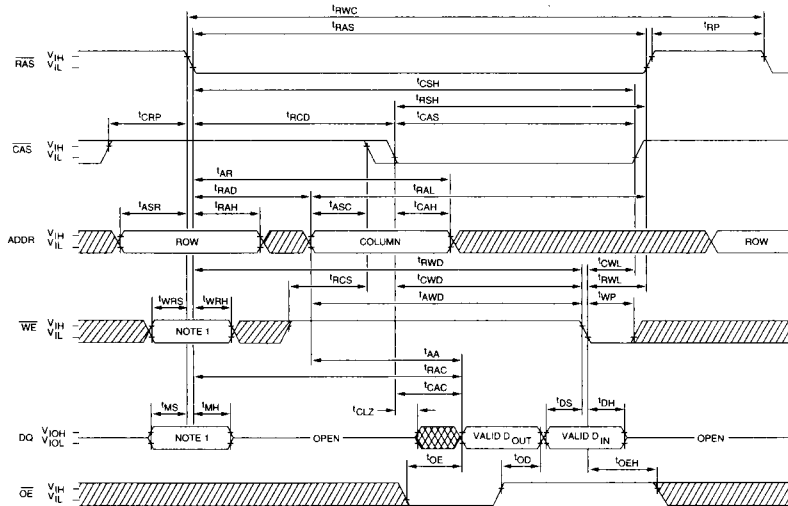 tRWC
tRAS tRP
RAS VIH
VIL
tCSH
tRSH
tCRP tRCD tCAS
CAS VIH
VIL
tAR
tRAD tRAL
tASR tRAH tASC tCAH
ADDR VIH
VIL
ROW COLUMN ROW
tRWD tCWL
tRCS tCWD tRWL
tWRS tWRH tAWD tWP
WE VIH
VIL
NOTE 1
tAA
tRAC
tCAC
tMS tMH tCLZ tDS tDH
DQ VIOH
VIOL
NOTE 1 OPEN VALID DOUT VALID DIN OPEN
tOE tOD tOEH
OE VIH
VIL